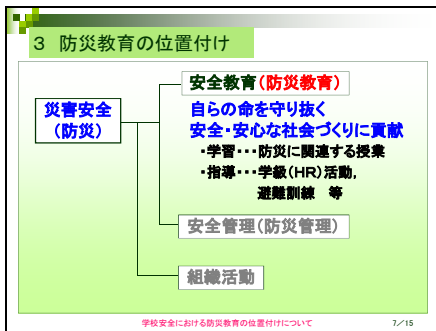 3 防災教育の位置付け
安全教育(防災教育)
災害安全
(防災)
自らの命を守り抜く
安全・安心な社会づくりに貢献
・学習・・・防災に関連する授業
・指導・・・学級(HR)活動,
避難訓練 等
安全管理(防災管理)
組織活動
学校安全における防災教育の位置付けについて
7/15